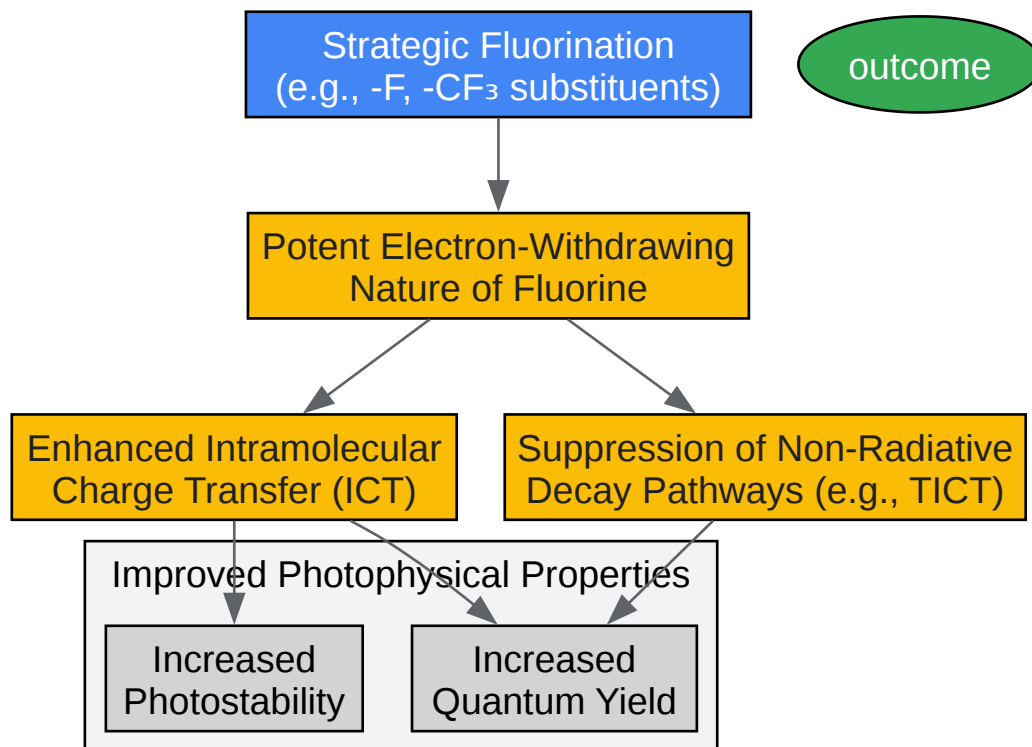 Strategic Fluorination
(e.g., -F, -CF₃ substituents)
outcome
Potent Electron-Withdrawing
Nature of Fluorine
Enhanced Intramolecular
Charge Transfer (ICT)
Suppression of Non-Radiative
Decay Pathways (e.g., TICT)
Improved Photophysical Properties
Increased
Photostability
Increased
Quantum Yield